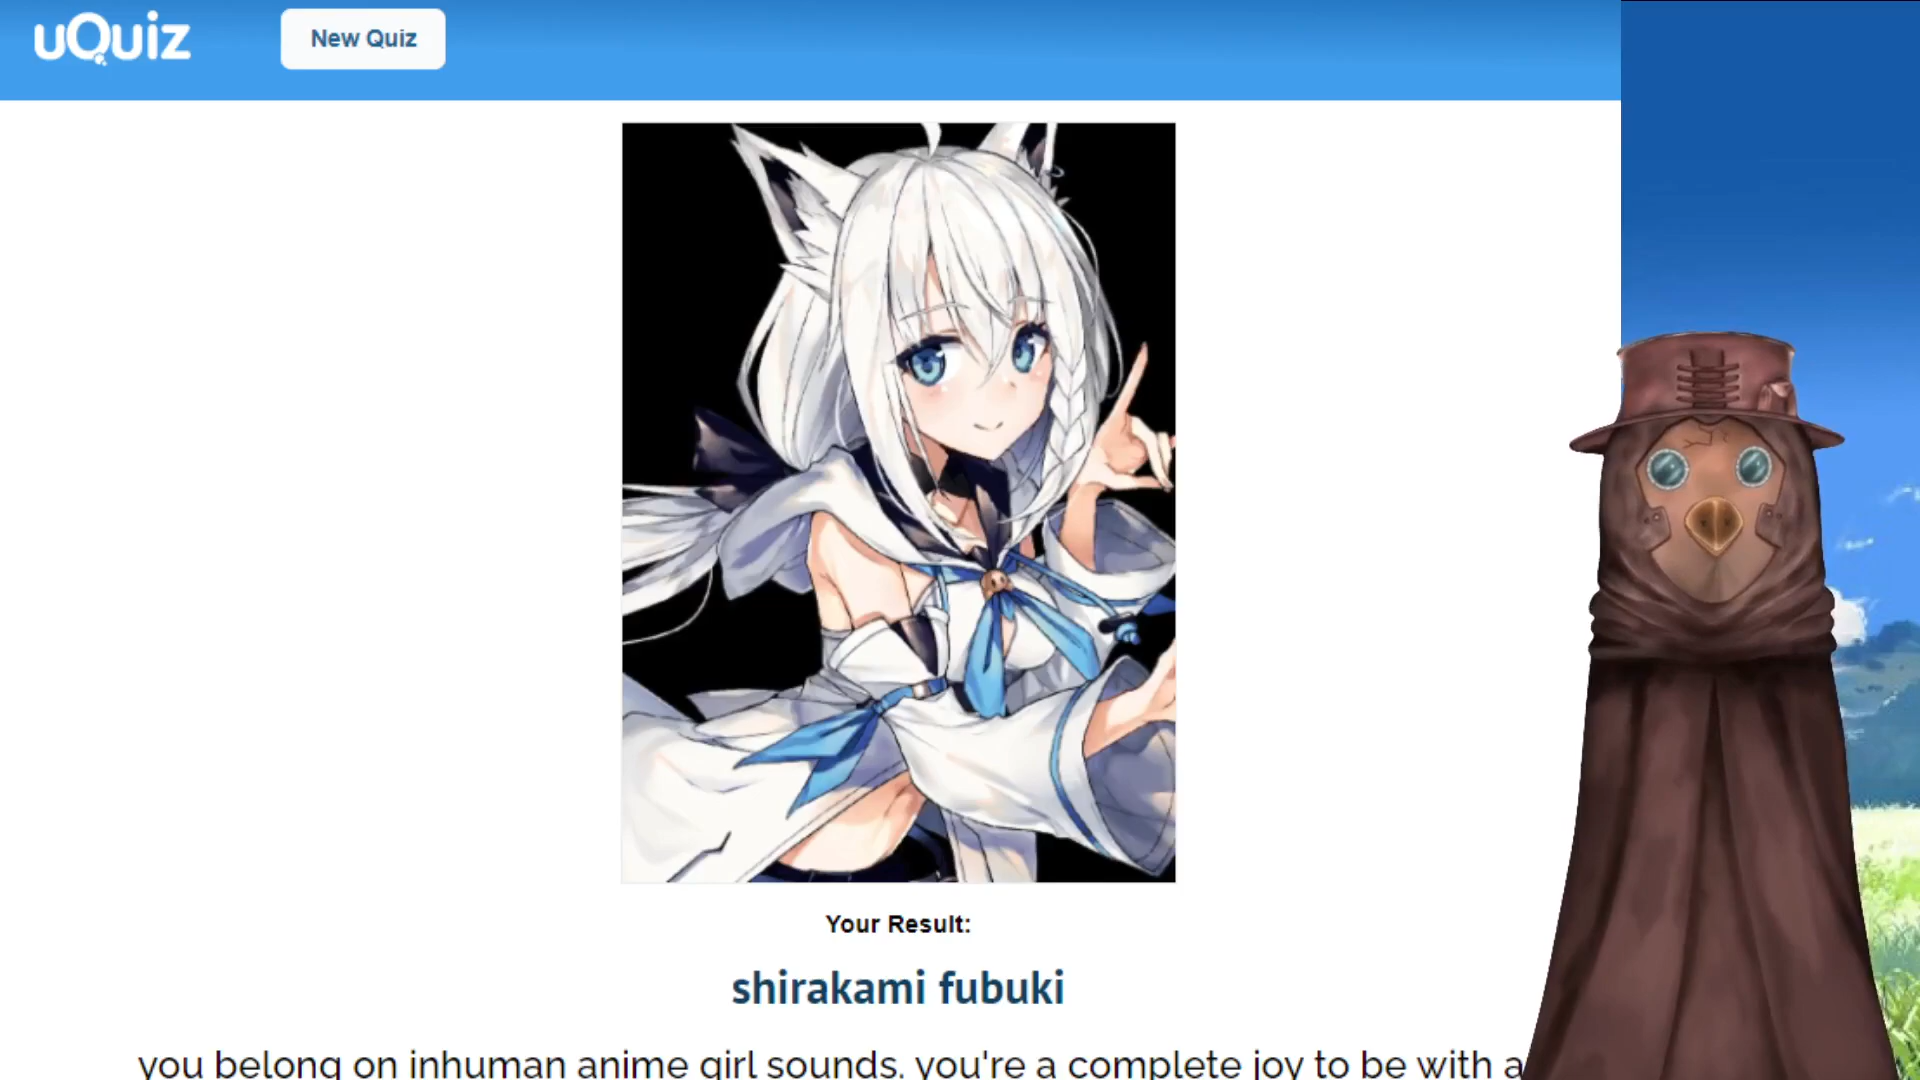 uQuiz
New Quiz
Your Result:
shirakami fubuki
you belong on inhuman anime girl sounds. you're a complete joy to be with a